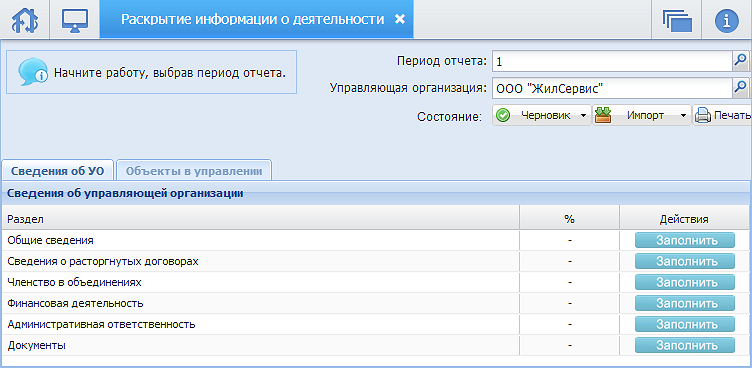 Раскрытие информации о деятельности
Начните работу, выбрав период отчета.
Период отчета: 1
Управляющая организация: ООО "ЖилСервис"
Состояние: Черновик Импорт Печать
Сведения об УО Объекты в управлении
Сведения об управляющей организации
Раздел % Действия
Общие сведения - Заполнить
Сведения о расторгнутых договорах - Заполнить
Членство в объединениях - Заполнить
Финансовая деятельность - Заполнить
Административная ответственность - Заполнить
Документы - Заполнить